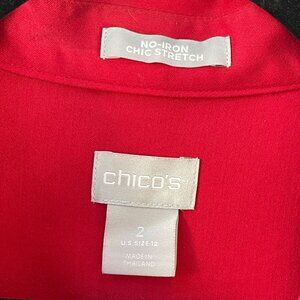 NO-IRON
CHIC STRETCH
chico's
2
U.S. SIZE 12
MADE IN
THAILAND